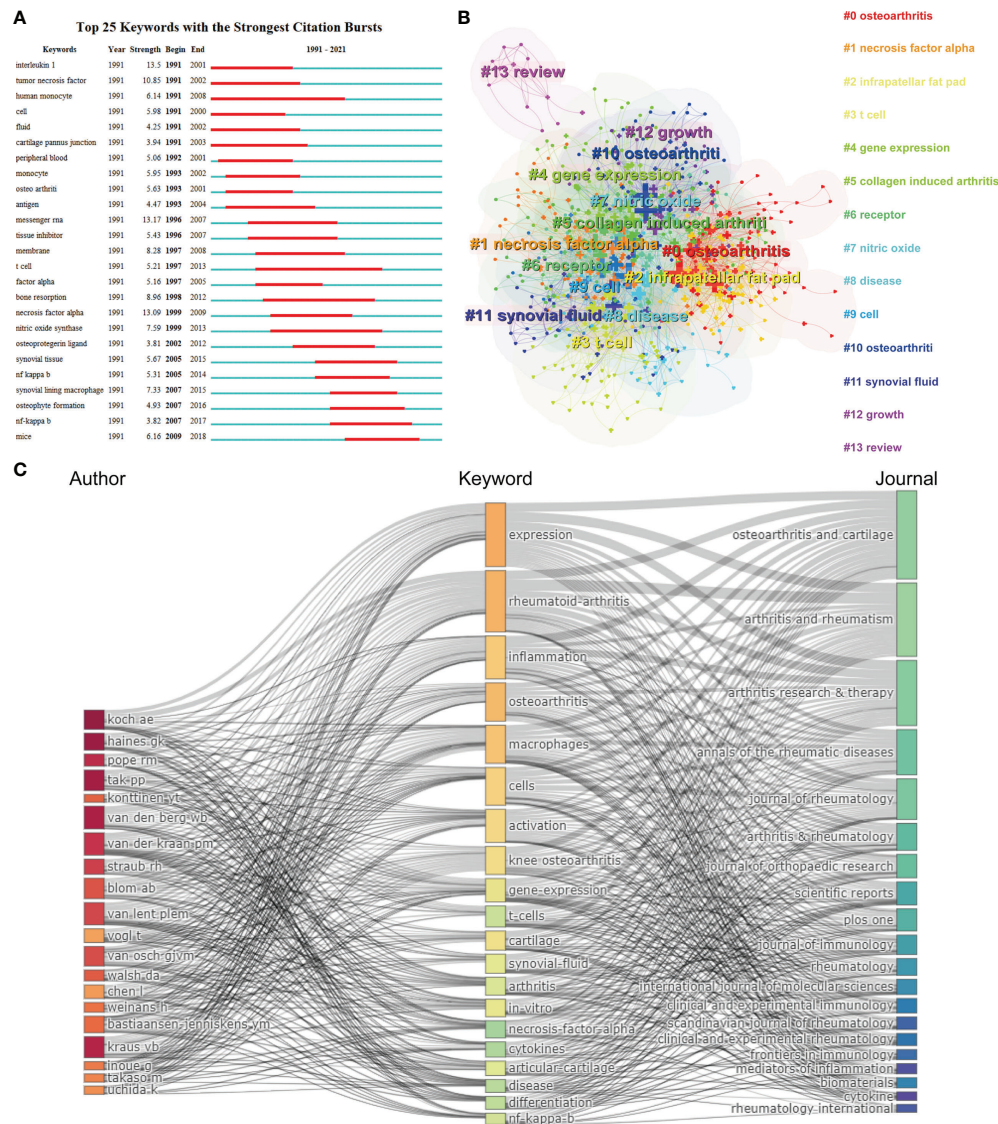 A
Top 25 Keywords with the Strongest Citation Bursts
Keywords Year Strength Begin End 1991 - 2021
interleukin 1 1991 13.5 1991 2001
tumor necrosis factor 1991 10.85 1991 2002
human monocyte 1991 6.14 1991 2008
cell 1991 5.98 1991 2000
fluid 1991 4.25 1991 2002
cartilage pannus junction 1991 3.94 1991 2003
peripheral blood 1991 5.06 1992 2001
monocyte 1991 5.95 1993 2002
osteo arthriti 1991 5.63 1993 2001
antigen 1991 4.47 1993 2004
messenger rna 1991 13.17 1996 2007
tissue inhibitor 1991 5.43 1996 2007
membrane 1991 8.28 1997 2008
t cell 1991 5.21 1997 2013
factor alpha 1991 5.16 1997 2005
bone resorption 1991 8.96 1998 2012
necrosis factor alpha 1991 13.09 1999 2009
nitric oxide synthase 1991 7.59 1999 2013
osteoprotegerin ligand 1991 3.81 2002 2012
synovial tissue 1991 5.67 2005 2015
nf kappa b 1991 5.31 2005 2014
synovial lining macrophage 1991 7.33 2007 2015
osteophyte formation 1991 4.93 2007 2016
nf-kappa b 1991 3.82 2007 2017
mice 1991 6.16 2009 2018
B
#13 review
#12 growth
#10 osteoarthriti
#4 gene expression
#7 nitric oxide
#5 collagen induced arthriti
#1 necrosis factor alpha
#0 osteoarthritis
#6 receptor
#2 infrapatellar fat pad
#9 cell
#11 synovial fluid
#8 disease
#3 t cell
#0 osteoarthritis
#1 necrosis factor alpha
#2 infrapatellar fat pad
#3 t cell
#4 gene expression
#5 collagen induced arthritis
#6 receptor
#7 nitric oxide
#8 disease
#9 cell
#10 osteoarthriti
#11 synovial fluid
#12 growth
#13 review
C
Author
Keyword
Journal
koch ae
haines gk
pope rm
tak pp
konttinen yt
van den berg wb
van der kraan pm
straub rh
blom ab
van lent plem
vogl t
van osch gjvm
walsh da
chen l
weinans h
bastiaansen-jenniskens ym
kraus vb
inoue g
takaso m
uchida k
expression
rheumatoid-arthritis
inflammation
osteoarthritis
macrophages
cells
activation
knee osteoarthritis
gene-expression
t-cells
cartilage
synovial-fluid
arthritis
in-vitro
necrosis-factor-alpha
cytokines
articular-cartilage
disease
differentiation
nf-kappa-b
osteoarthritis and cartilage
arthritis and rheumatism
arthritis research & therapy
annals of the rheumatic diseases
journal of rheumatology
arthritis & rheumatology
journal of orthopaedic research
scientific reports
plos one
journal of immunology
rheumatology
international journal of molecular sciences
clinical and experimental immunology
scandinavian journal of rheumatology
clinical and experimental rheumatology
frontiers in immunology
mediators of inflammation
biomaterials
cytokine
rheumatology international